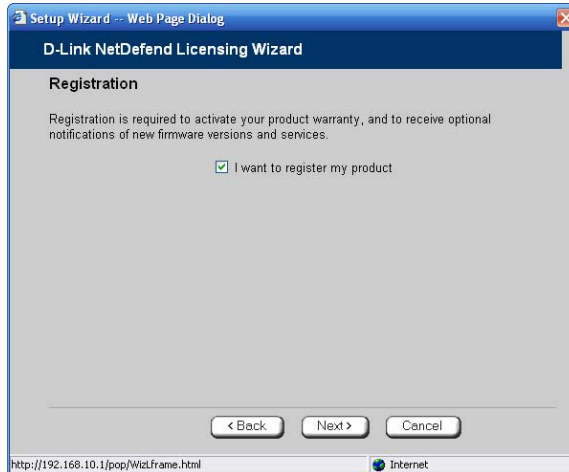 Setup Wizard -- Web Page Dialog
D-Link NetDefend Licensing Wizard
Registration
Registration is required to activate your product warranty, and to receive optional
notifications of new firmware versions and services.
I want to register my product
< Back Next > Cancel
http://192.168.10.1/pop/WizLframe.html Internet